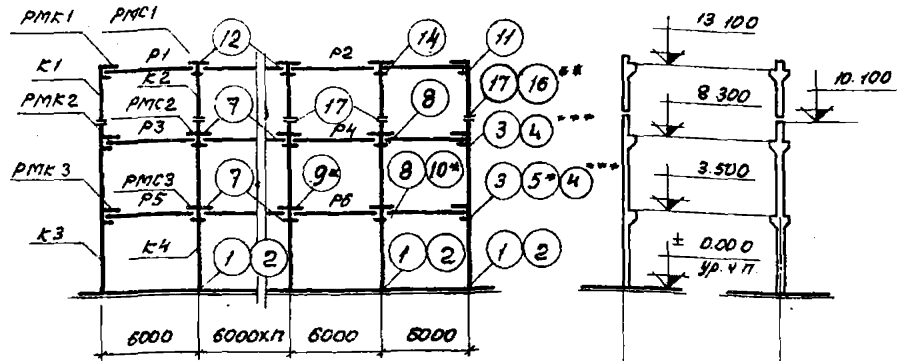 РМК1
РМС1
12
14
11
13.100
Р1
Р2
К1
К2
17
16**
10.100
РМК2
РМС2
7
17
8
8.300
Р3
Р4
3
4***
РМК3
РМС3
7
9*
8
10*
3
5*
4***
3.500
Р5
Р6
К3
К4
1
2
1
2
1
2
± 0.000
ур. ч п.
6000
6000хп
6000
6000